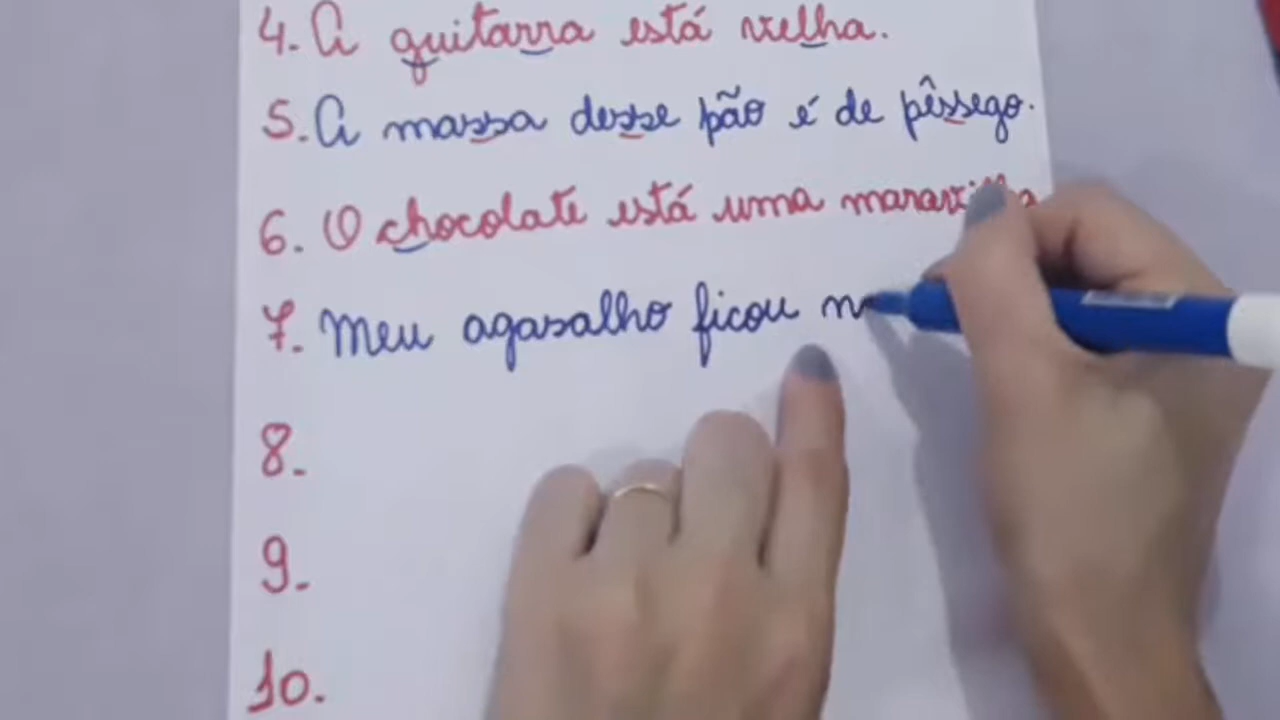 4. A guitarra está velha.
5. A massa desse pão é de pêssego.
6. O chocolate está uma maravilha
7. Meu agasalho ficou
8.
9.
10.